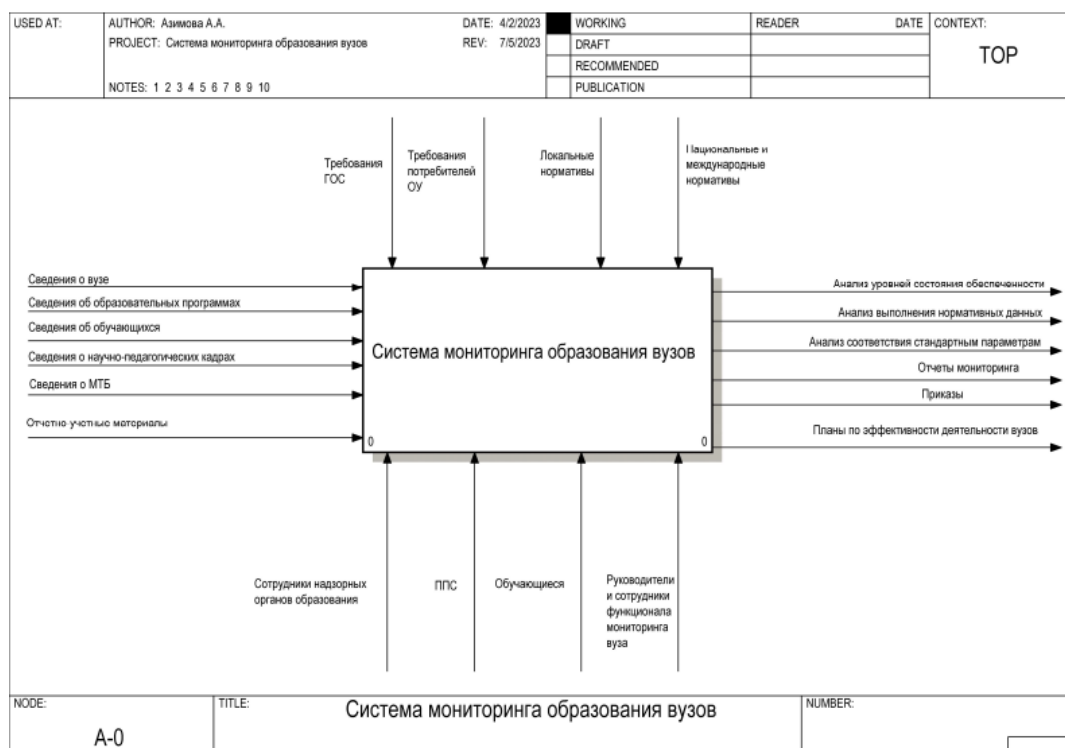 USED AT:
AUTHOR: Азимова А.А.
DATE: 4/2/2023
WORKING
READER
DATE
CONTEXT:
PROJECT: Система мониторинга образования вузов
REV: 7/5/2023
DRAFT
TOP
RECOMMENDED
NOTES: 1 2 3 4 5 6 7 8 9 10
PUBLICATION
Требования
ГОС
Требования
потребителей
ОУ
Локальные
нормативы
Национальные и
международные
нормативы
Сведения о вузе
Сведения об образовательных программах
Сведения об обучающихся
Сведения о научно-педагогических кадрах
Сведения о МТБ
Отчетно учетные материалы
Система мониторинга образования вузов
0
0
Анализ уровней состояния обеспеченности
Анализ выполнения нормативных данных
Анализ соответствия стандартным параметрам
Отчеты мониторинга
Приказы
Планы по эффективности деятельности вузов
Сотрудники надзорных
органов образования
ППС
Обучающиеся
Руководители
и сотрудники
функционала
мониторинга
вуза
NODE:
A-0
TITLE:
Система мониторинга образования вузов
NUMBER: